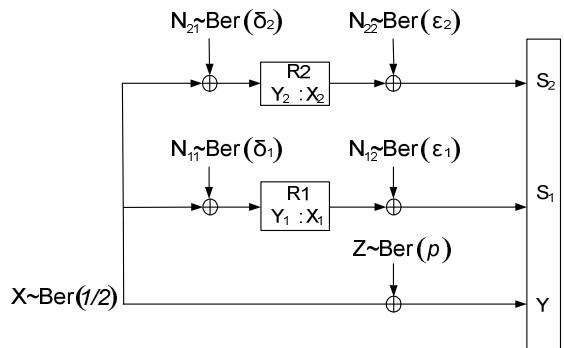 N₂₁~Ber(δ₂) N₂₂~Ber(ε₂)
R2
Y₂ :X₂
S₂
N₁₁~Ber(δ₁) N₁₂~Ber(ε₁)
R1
Y₁ :X₁
S₁
Z~Ber(p)
X~Ber(1/2)
Y